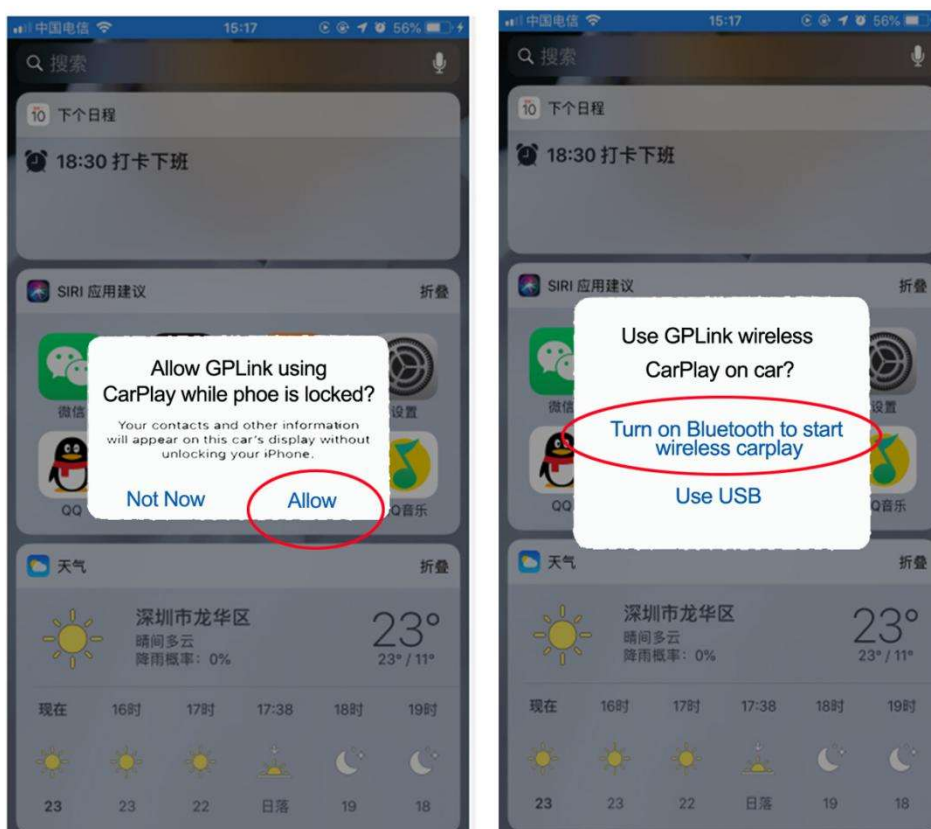 中国电信 15:17 56%
搜索
10 下个日程
18:30 打卡下班
SIRI 应用建议 折叠
Allow GPLink using
CarPlay while phoe is locked?
Your contacts and other information
will appear on this car's display without
unlocking your iPhone.
Not Now Allow
微信 设置
QQ Q音乐
天气 折叠
深圳市龙华区
晴间多云
降雨概率：0%
23°
23° / 11°
现在 16时 17时 17:38 18时 19时
23 23 22 日落 19 18
中国电信 15:17 56%
搜索
10 下个日程
18:30 打卡下班
SIRI 应用建议 折叠
Use GPLink wireless
CarPlay on car?
Turn on Bluetooth to start
wireless carplay
Use USB
微信 设置
QQ Q音乐
天气 折叠
深圳市龙华区
晴间多云
降雨概率：0%
23°
23° / 11°
现在 16时 17时 17:38 18时 19时
23 23 22 日落 19 18